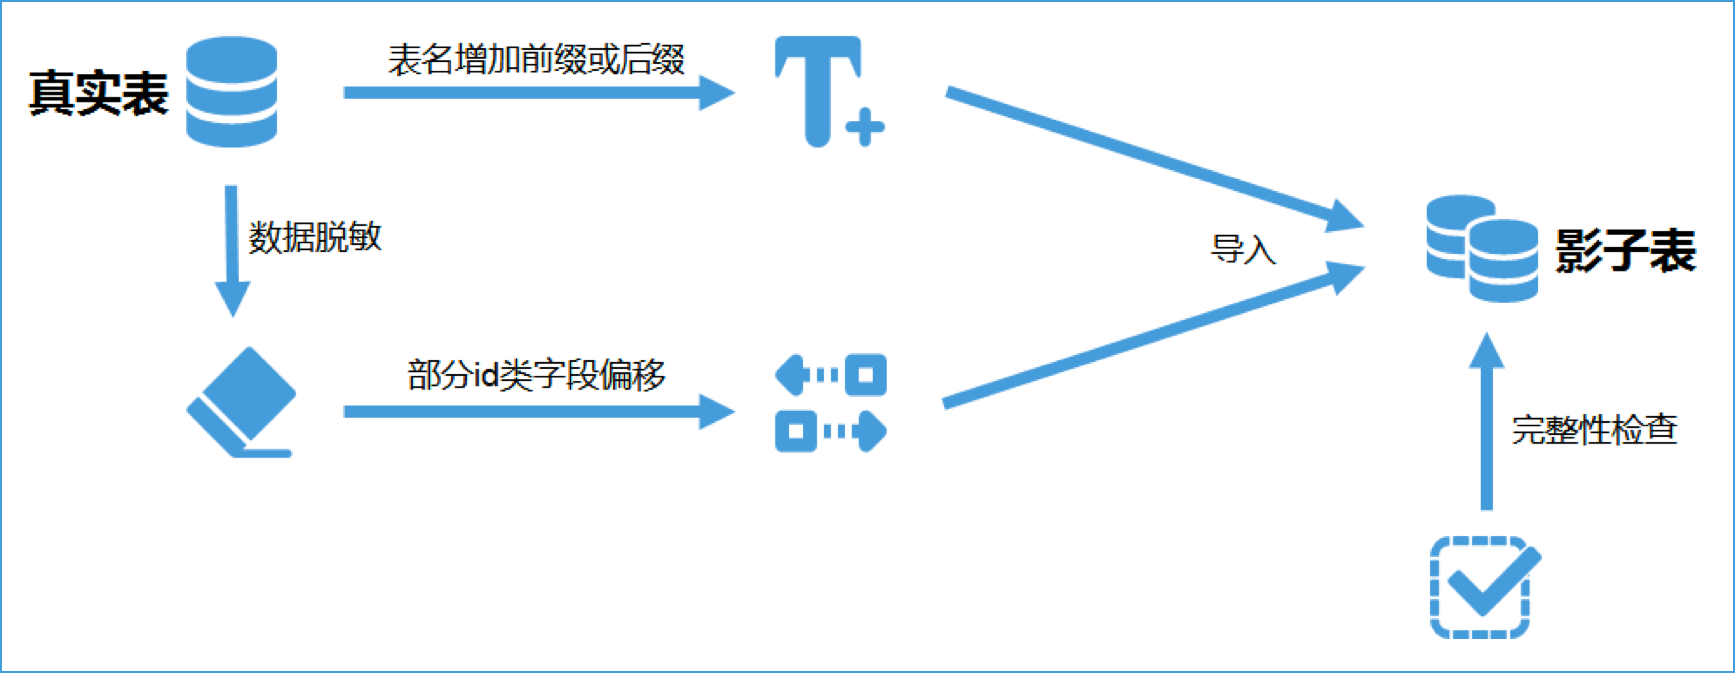 真实表
表名增加前缀或后缀
数据脱敏
导入
影子表
部分id类字段偏移
完整性检查